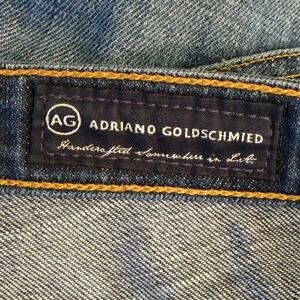 AG ADRIANO GOLDSCHMIED
Handcrafted Somewhere in L.A.